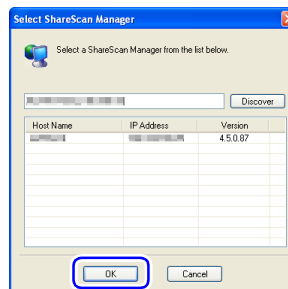 Select ShareScan Manager
Select a ShareScan Manager from the list below.
Discover
Host Name IP Address Version
4.5.0.87
OK Cancel